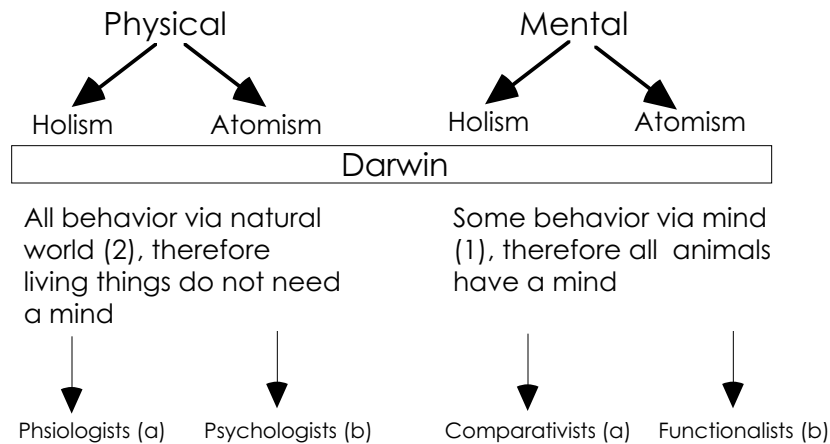 Physical
Mental
Holism
Atomism
Holism
Atomism
Darwin
All behavior via natural
world (2), therefore
living things do not need
a mind
Some behavior via mind
(1), therefore all animals
have a mind
Phsiologists (a)
Psychologists (b)
Comparativists (a)
Functionalists (b)